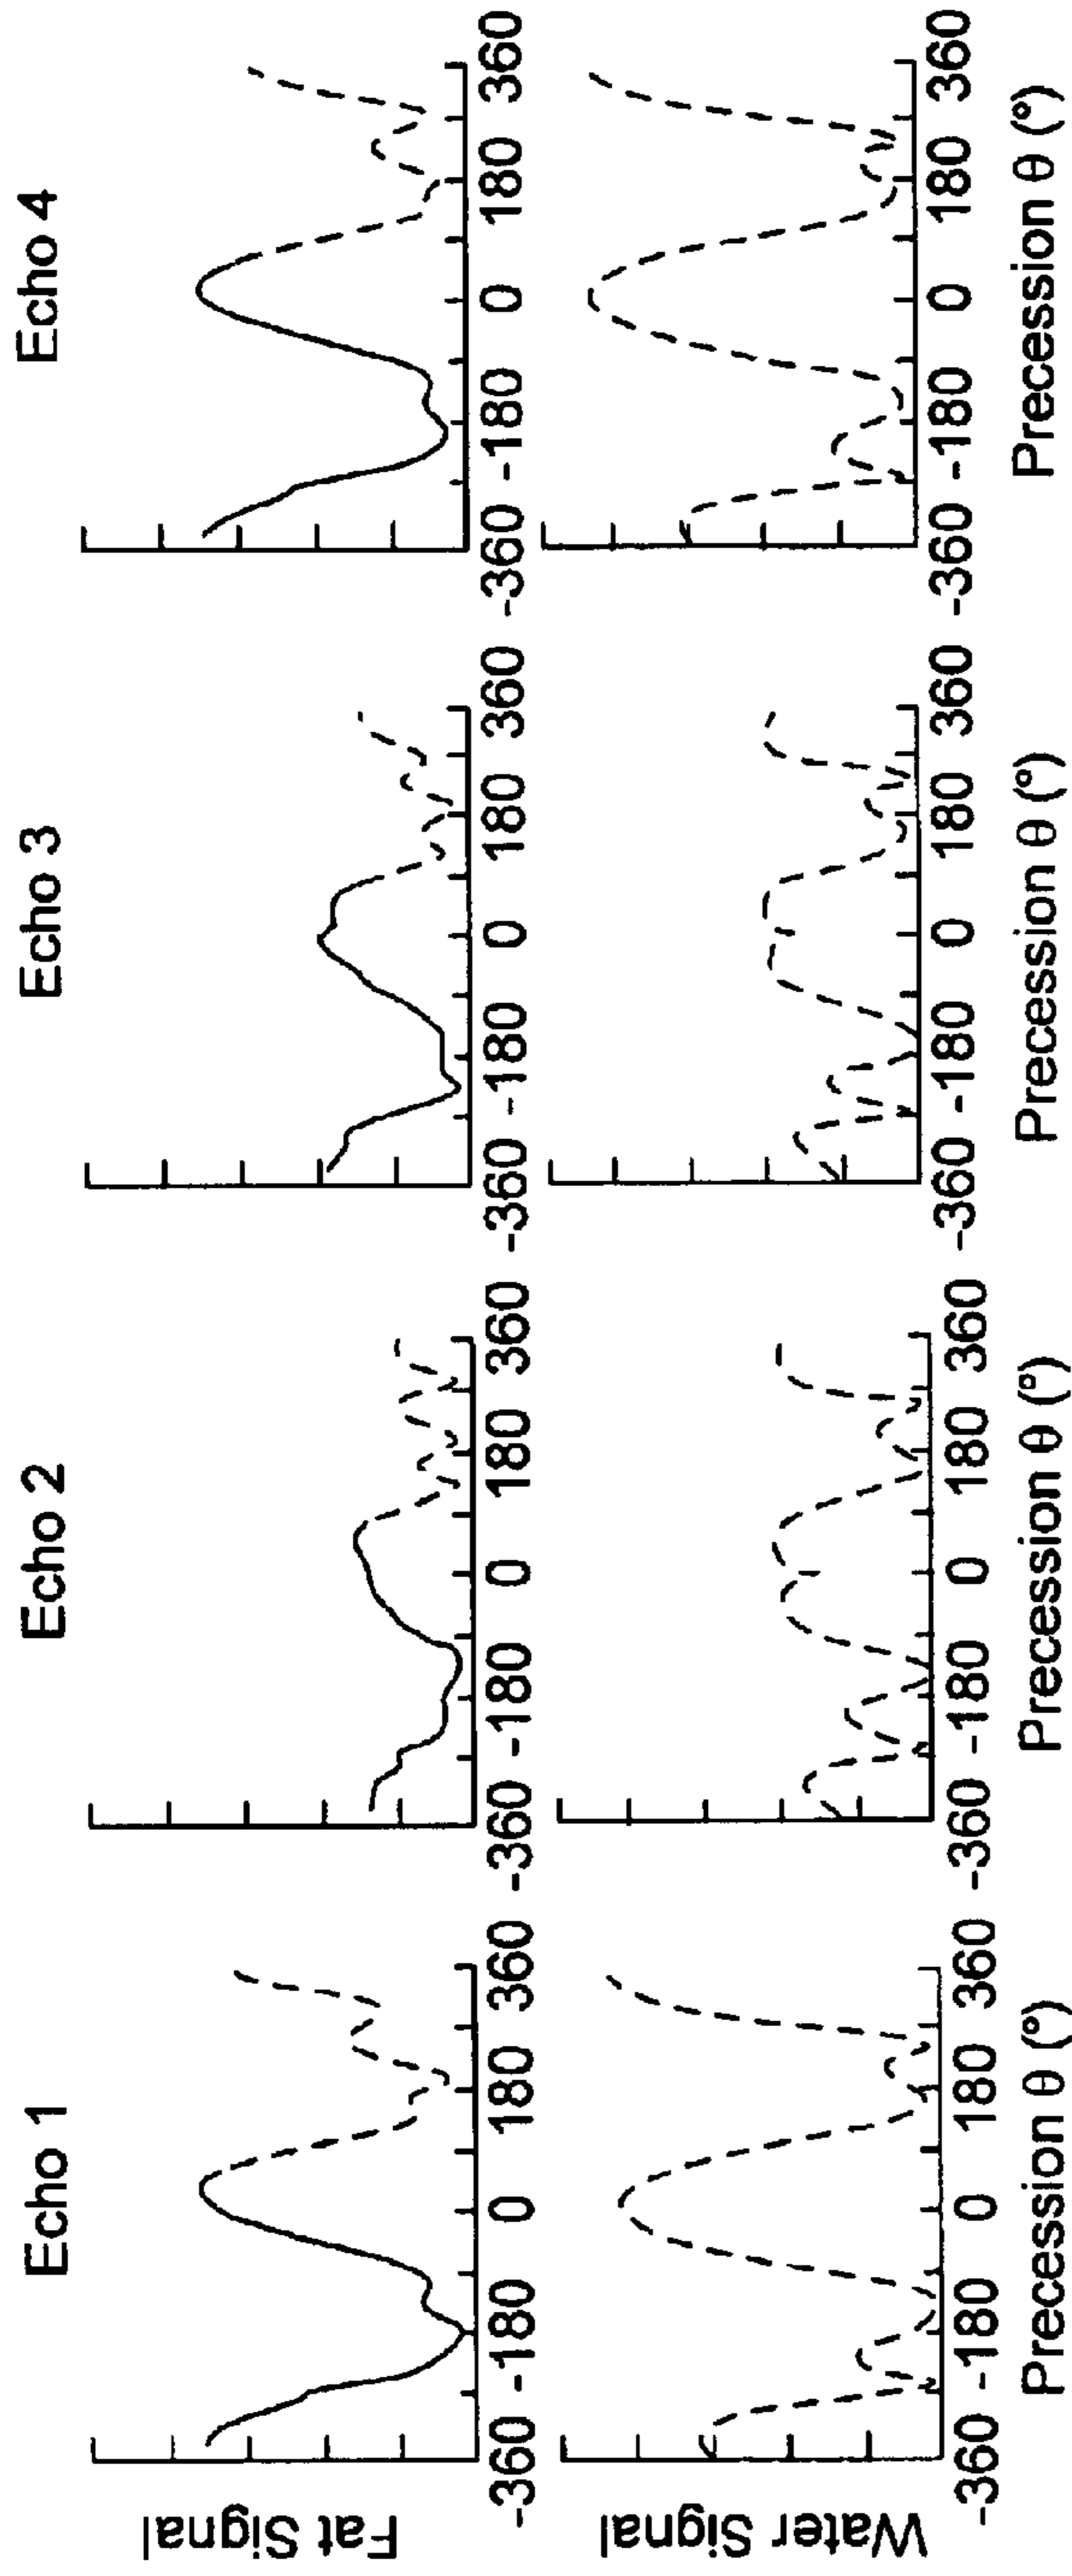 Echo 1 Echo 2 Echo 3 Echo 4
Fat Signal
-360 -180 0 180 360 -360 -180 0 180 360 -360 -180 0 180 360 -360 -180 0 180 360
Water Signal
-360 -180 0 180 360 -360 -180 0 180 360 -360 -180 0 180 360 -360 -180 0 180 360
Precession θ (°) Precession θ (°) Precession θ (°) Precession θ (°)